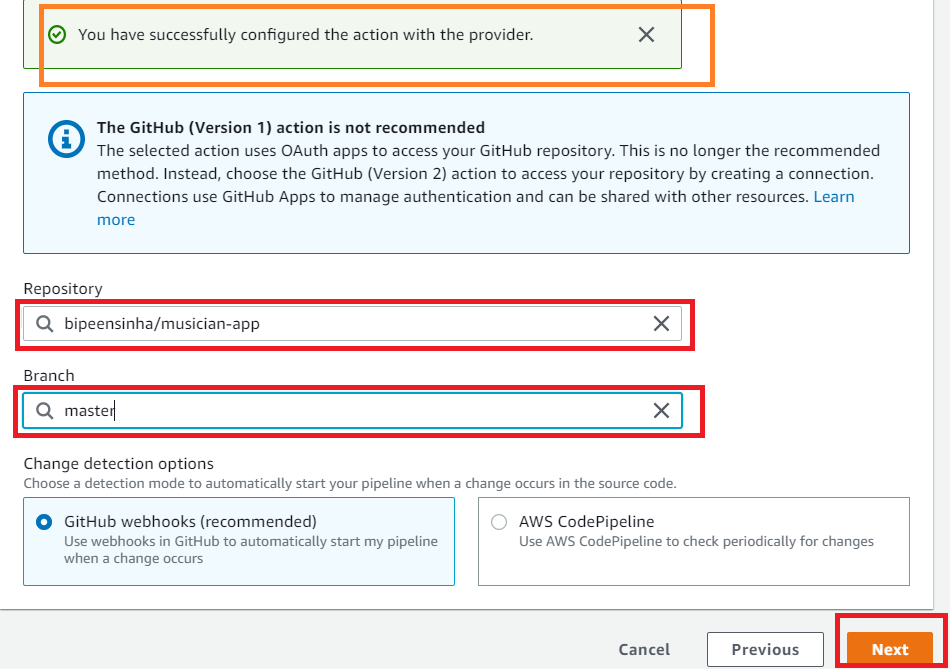 You have successfully configured the action with the provider.
The GitHub (Version 1) action is not recommended
The selected action uses OAuth apps to access your GitHub repository. This is no longer the recommended
method. Instead, choose the GitHub (Version 2) action to access your repository by creating a connection.
Connections use GitHub Apps to manage authentication and can be shared with other resources. Learn
more
Repository
bipeensinha/musician-app
Branch
master
Change detection options
Choose a detection mode to automatically start your pipeline when a change occurs in the source code.
GitHub webhooks (recommended)
Use webhooks in GitHub to automatically start my pipeline
when a change occurs
AWS CodePipeline
Use AWS CodePipeline to check periodically for changes
Cancel
Previous
Next